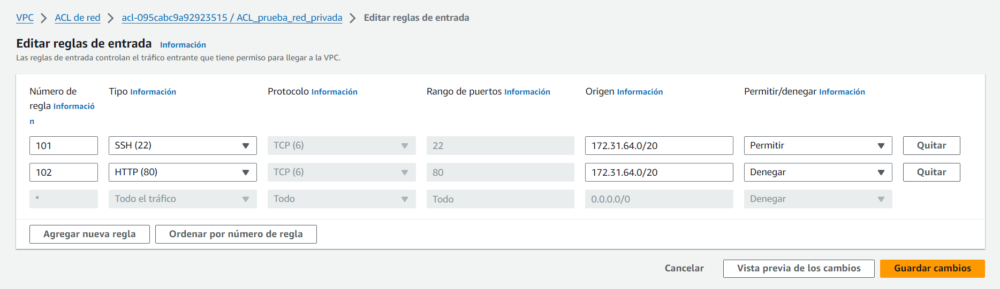 VPC > ACL de red > acl-095cabc9a92923515 / ACL_prueba_red_privada > Editar reglas de entrada
Editar reglas de entrada Información
Las reglas de entrada controlan el tráfico entrante que tiene permiso para llegar a la VPC.
Número de regla Información Tipo Información Protocolo Información Rango de puertos Información Origen Información Permitir/denegar Información
101 SSH (22) TCP (6) 22 172.31.64.0/20 Permitir Quitar
102 HTTP (80) TCP (6) 80 172.31.64.0/20 Denegar Quitar
* Todo el tráfico Todo Todo 0.0.0.0/0 Denegar
Agregar nueva regla Ordenar por número de regla
Cancelar Vista previa de los cambios Guardar cambios